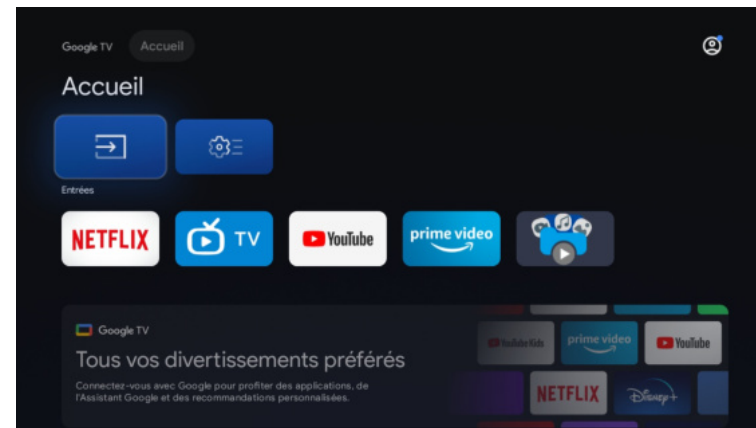 Google TV
Accueil
Accueil
Entrées
NETFLIX
TV
YouTube
prime video
Google TV
Tous vos divertissements préférés
Connectez-vous avec Google pour profiter des applications, de
l'Assistant Google et des recommandations personnalisées.
YouTube Kids
prime video
YouTube
NETFLIX
Disney+